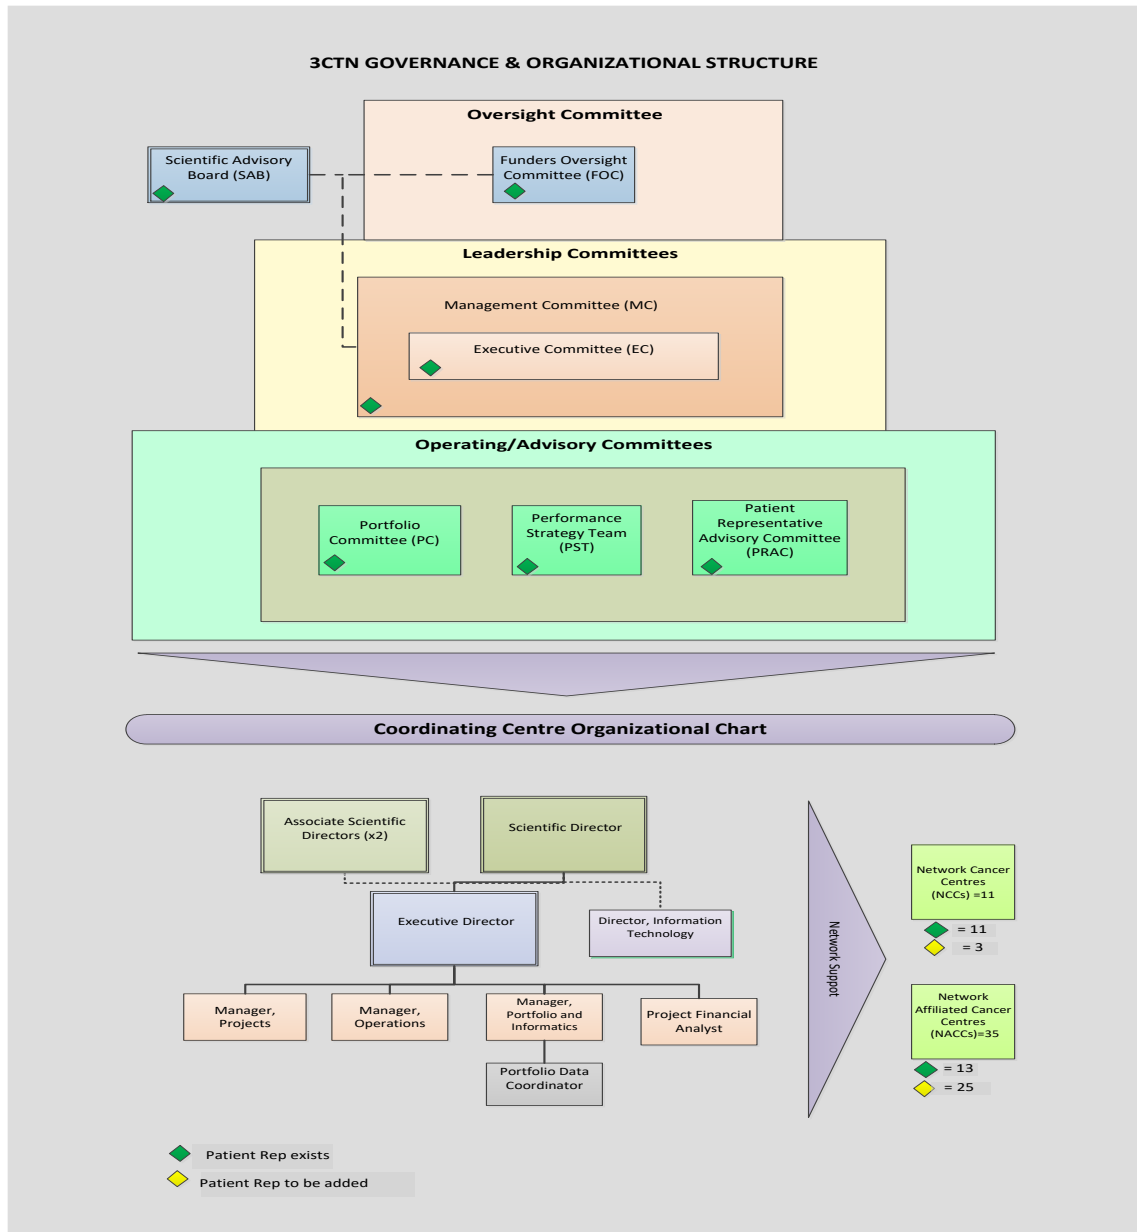 3CTN GOVERNANCE & ORGANIZATIONAL STRUCTURE
Oversight Committee
Scientific Advisory
Board (SAB)
Funders Oversight
Committee (FOC)
Leadership Committees
Management Committee (MC)
Executive Committee (EC)
Operating/Advisory Committees
Portfolio
Committee (PC)
Performance
Strategy Team
(PST)
Patient
Representative
Advisory Committee
(PRAC)
Coordinating Centre Organizational Chart
Associate Scientific
Directors (x2)
Scientific Director
Executive Director
Director, Information
Technology
Manager,
Projects
Manager,
Operations
Manager,
Portfolio and
Informatics
Project Financial
Analyst
Portfolio Data
Coordinator
Network Suppot
Network Cancer
Centres
(NCCs) =11
= 11
= 3
Network
Affiliated Cancer
Centres
(NACCs)=35
= 13
= 25
Patient Rep exists
Patient Rep to be added